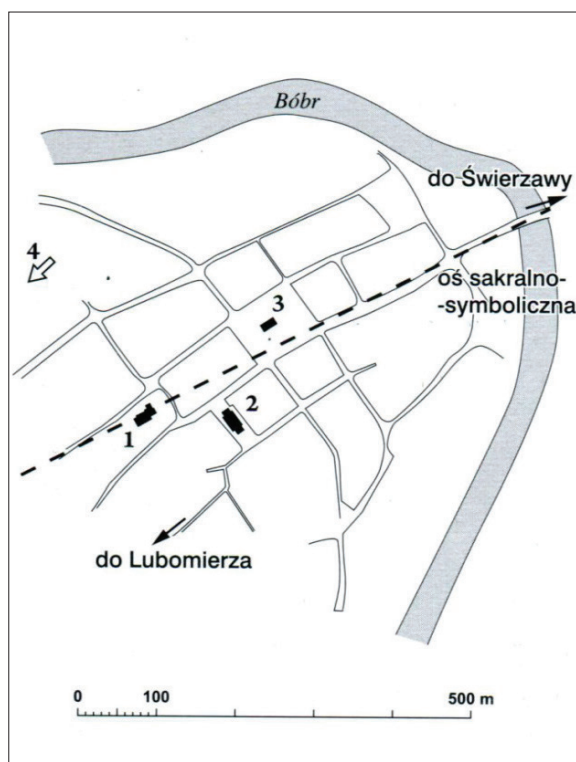 Bóbr
do Świerzawy
4
oś sakralno-
-symboliczna
3
1
2
do Lubomierza
0
100
500 m